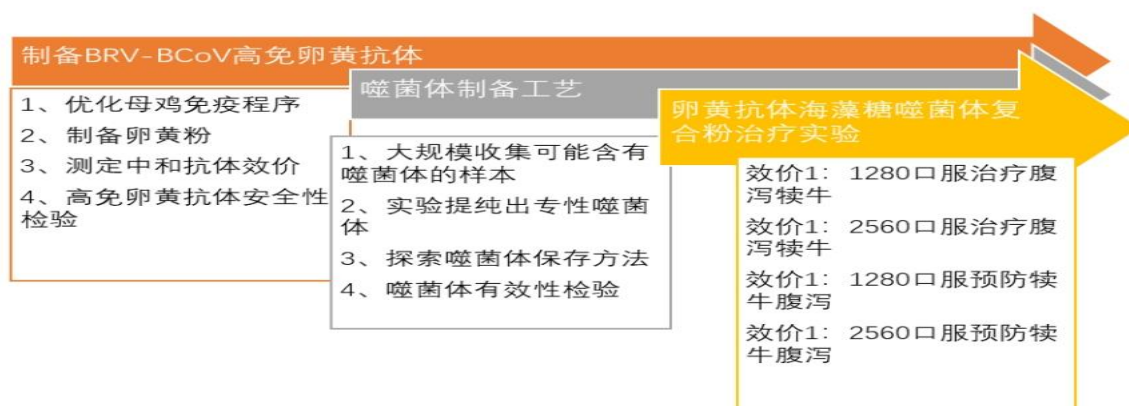 制备BRV-BCoV高免卵黄抗体
1、优化母鸡免疫程序
2、制备卵黄粉
3、测定中和抗体效价
4、高免卵黄抗体安全性
检验
噬菌体制备工艺
1、大规模收集可能含有
噬菌体的样本
2、实验提纯出专性噬菌
体
3、探索噬菌体保存方法
4、噬菌体有效性检验
卵黄抗体海藻糖噬菌体复
合粉治疗实验
效价1：1280口服治疗腹
泻犊牛
效价1：2560口服治疗腹
泻犊牛
效价1：1280口服预防犊
牛腹泻
效价1：2560口服预防犊
牛腹泻